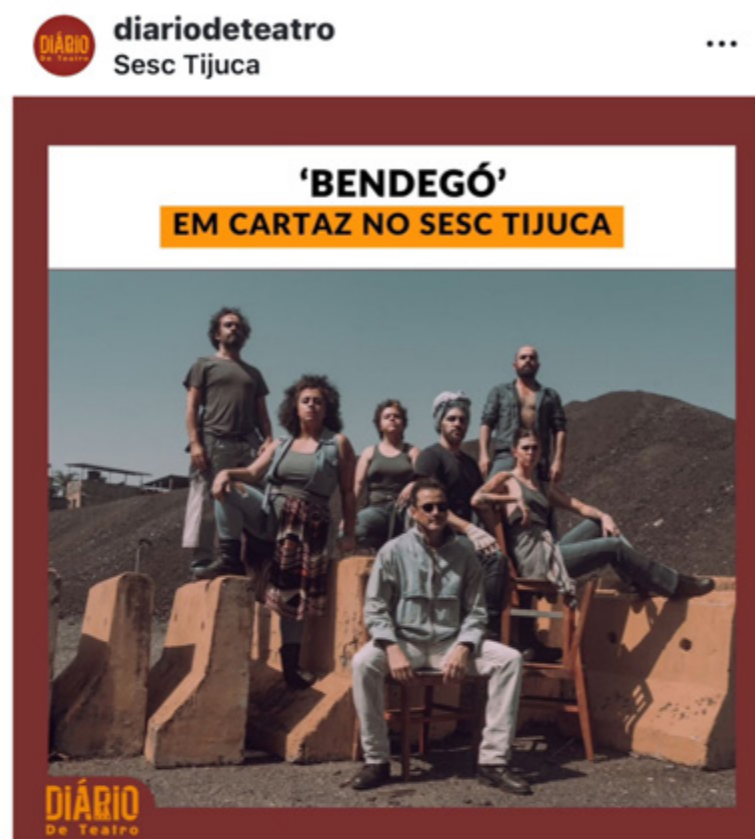 DIÁRIO
De Teatro
diariodeteatro
Sesc Tijuca
‘BENDEGÓ’
EM CARTAZ NO SESC TIJUCA
DIÁRIO
De Teatro